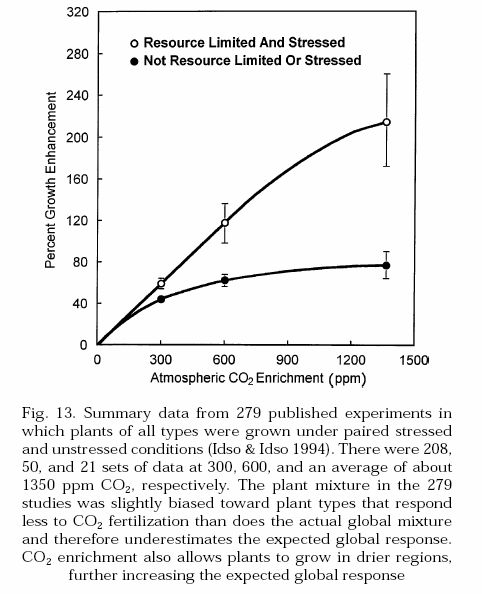 320
280
240
200
160
120
80
40
0
Percent Growth Enhancement
Resource Limited And Stressed
Not Resource Limited Or Stressed
0 300 600 900 1200 1500
Atmospheric CO₂ Enrichment (ppm)
Fig. 13. Summary data from 279 published experiments in
which plants of all types were grown under paired stressed
and unstressed conditions (Idso & Idso 1994). There were 208,
50, and 21 sets of data at 300, 600, and an average of about
1350 ppm CO₂, respectively. The plant mixture in the 279
studies was slightly biased toward plant types that respond
less to CO₂ fertilization than does the actual global mixture
and therefore underestimates the expected global response.
CO₂ enrichment also allows plants to grow in drier regions,
further increasing the expected global response